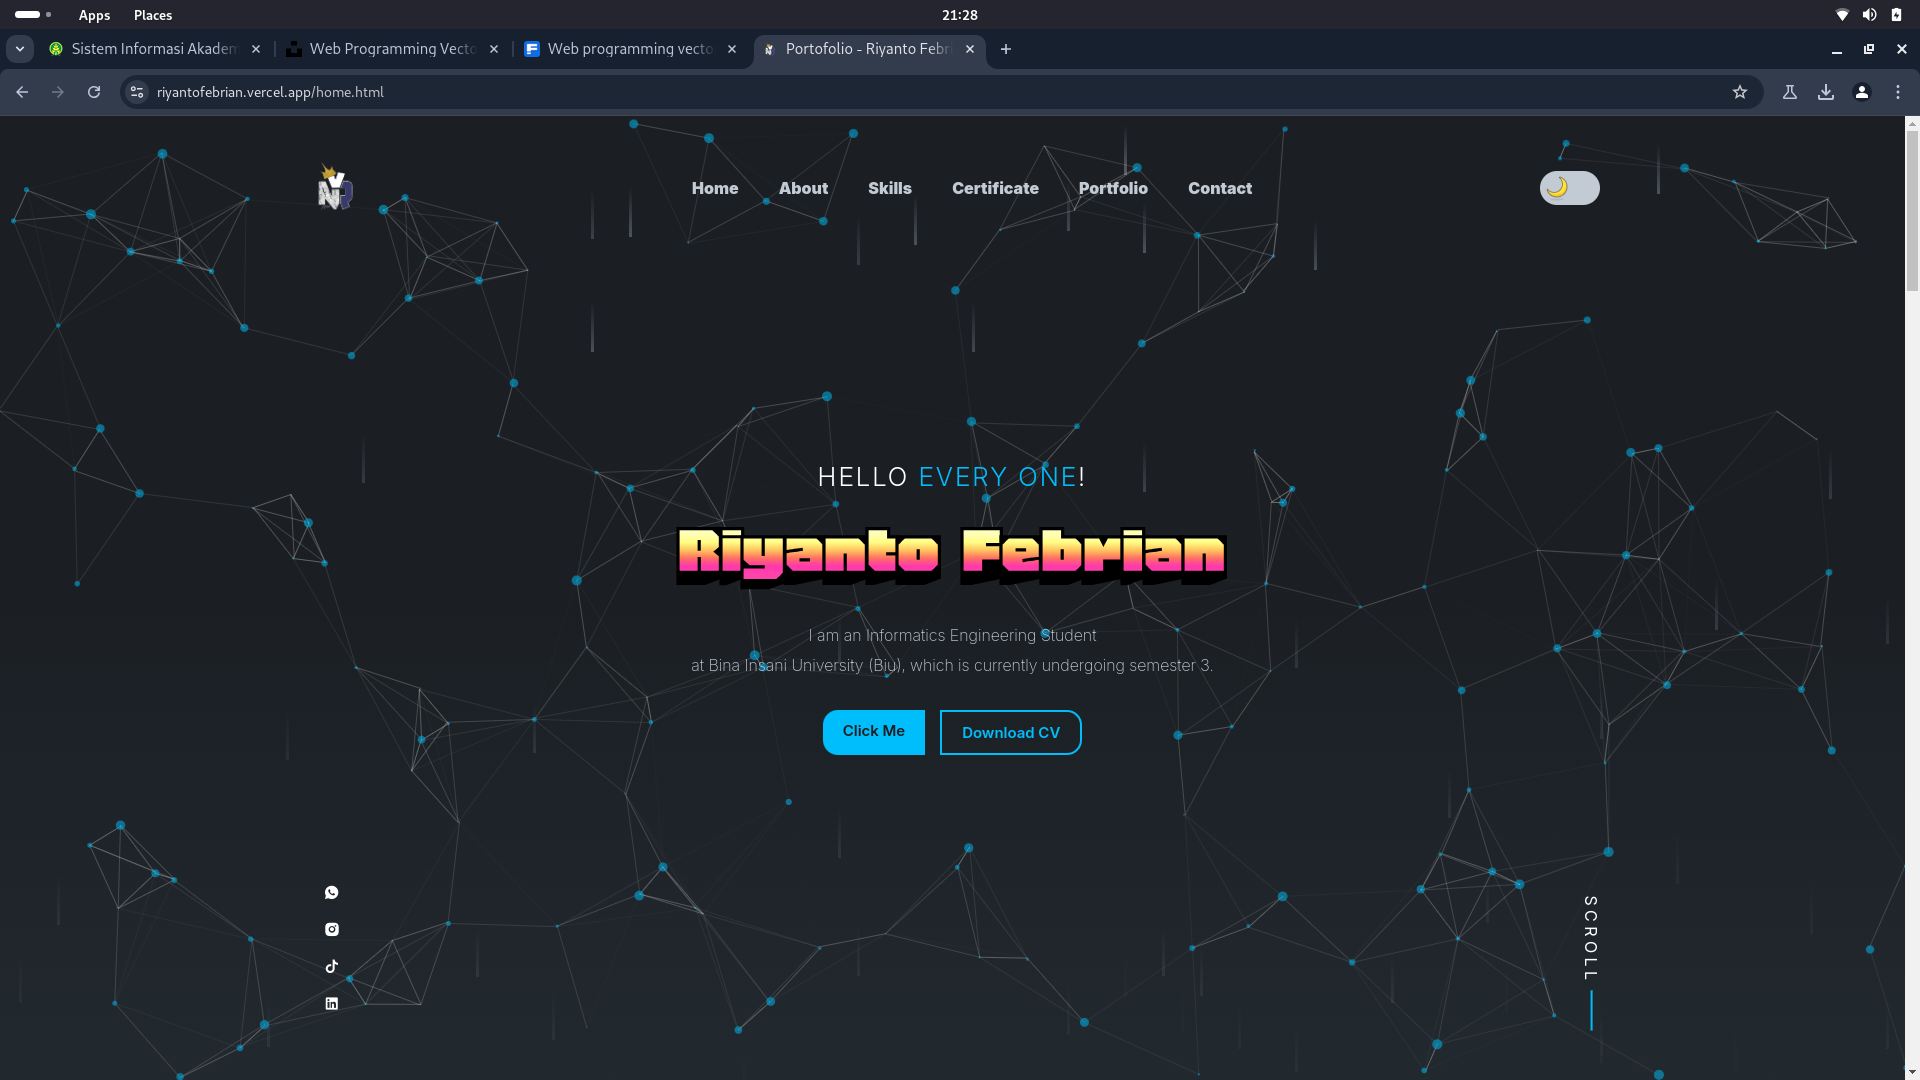 Apps Places 21:28
Sistem Informasi Akadem Web Programming Vecto Web programming vecto Portofolio - Riyanto Febri
riyantofebrian.vercel.app/home.html
Home About Skills Certificate Portfolio Contact
HELLO EVERY ONE!
Riyanto Febrian
I am an Informatics Engineering Student
at Bina Insani University (Biu), which is currently undergoing semester 3.
Click Me Download CV
SCROLL